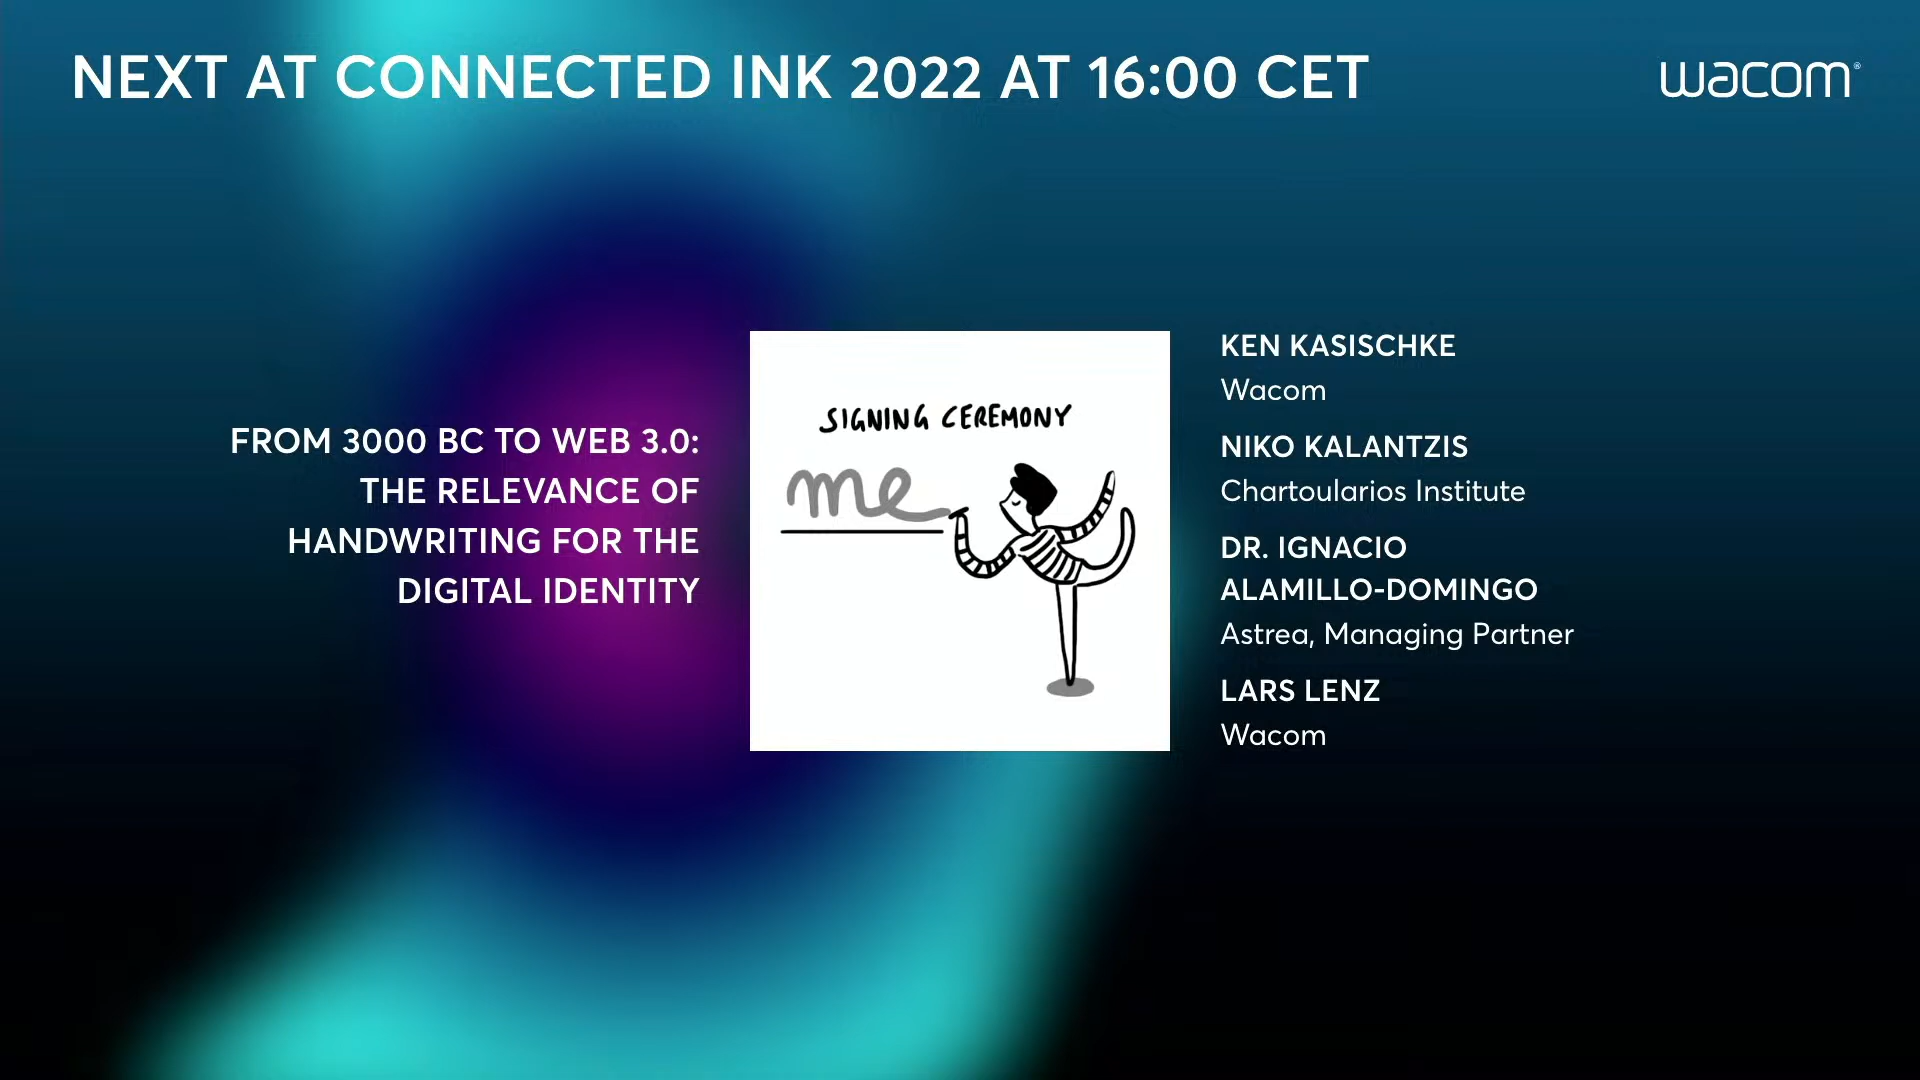 NEXT AT CONNECTED INK 2022 AT 16:00 CET
wacom®
FROM 3000 BC TO WEB 3.0:
THE RELEVANCE OF
HANDWRITING FOR THE
DIGITAL IDENTITY
SIGNING CEREMONY
me
KEN KASISCHKE
Wacom
NIKO KALANTZIS
Chartoularios Institute
DR. IGNACIO
ALAMILLO-DOMINGO
Astrea, Managing Partner
LARS LENZ
Wacom